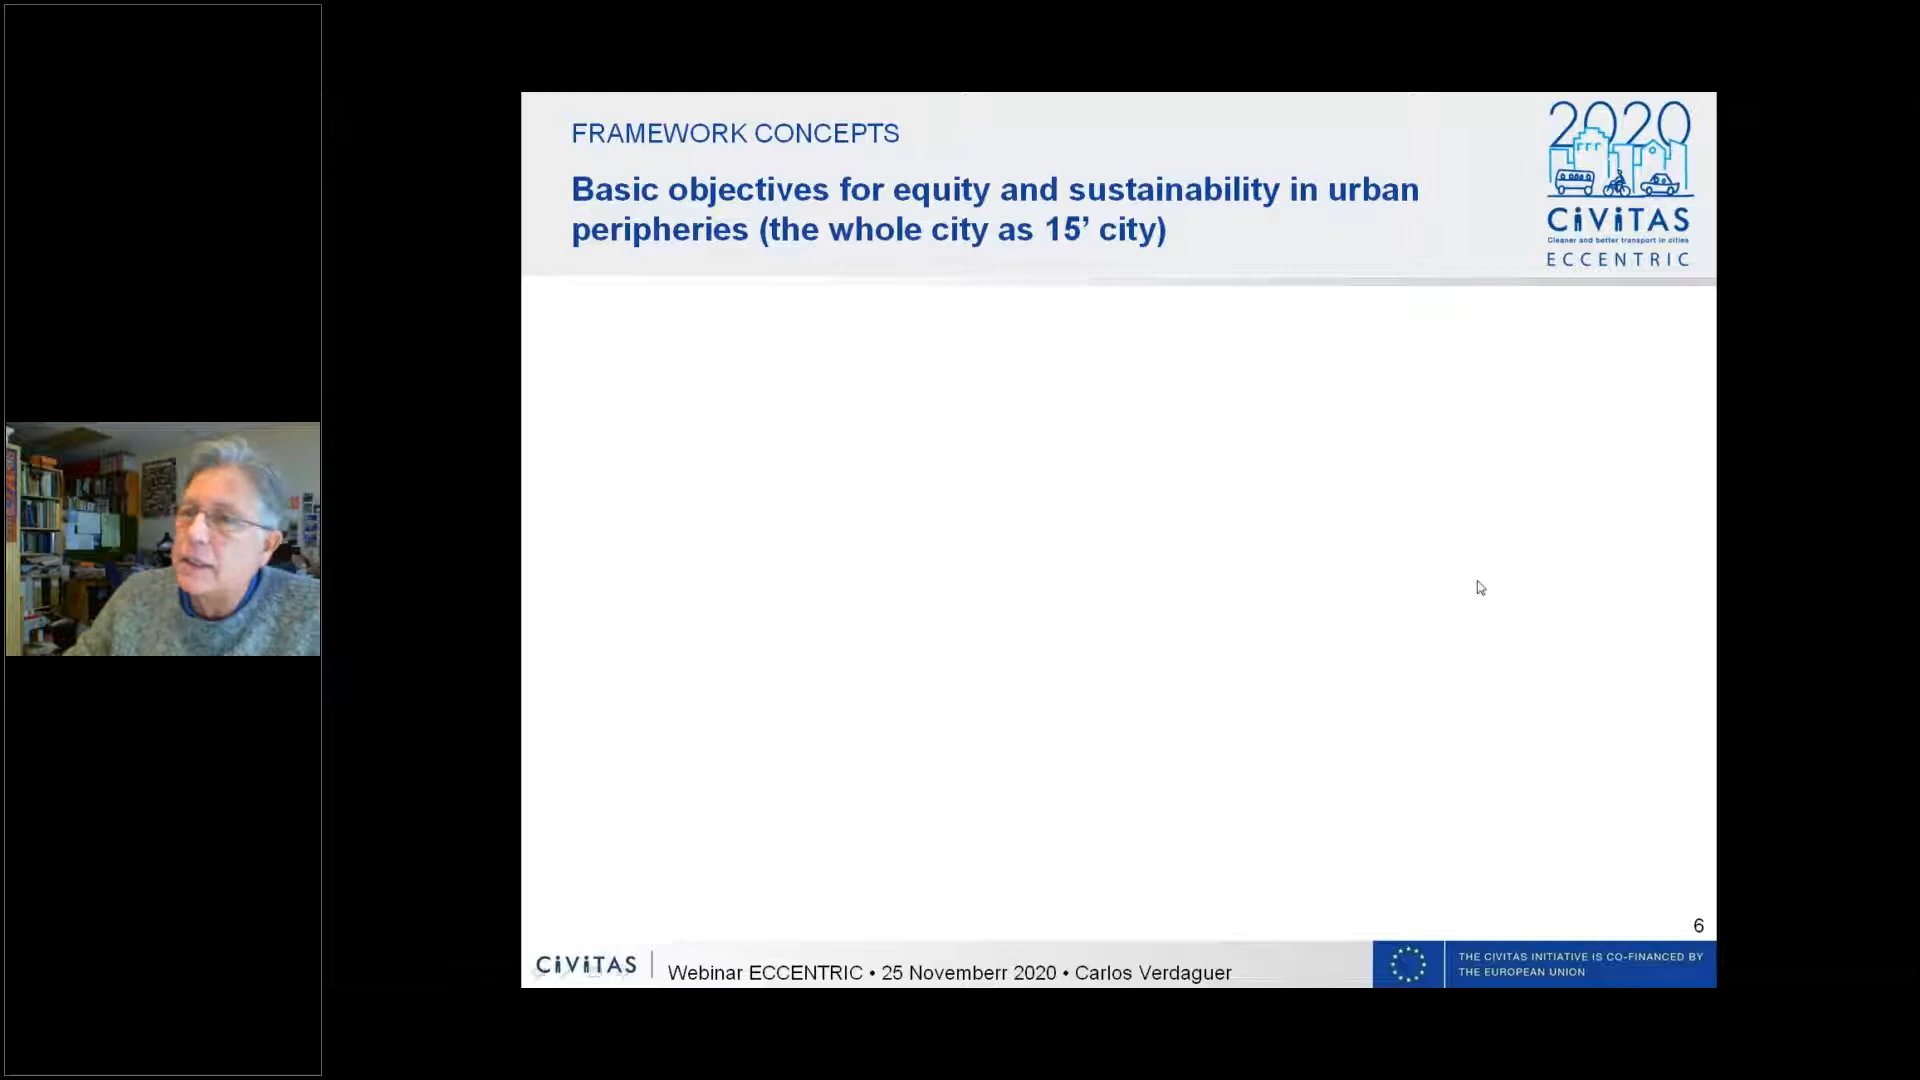 FRAMEWORK CONCEPTS
Basic objectives for equity and sustainability in urban
peripheries (the whole city as 15’ city)
2020
CiViTAS
Cleaner and better transport in cities
ECCENTRIC
6
CiViTAS
Webinar ECCENTRIC • 25 Novemberr 2020 • Carlos Verdaguer
THE CIVITAS INITIATIVE IS CO-FINANCED BY
THE EUROPEAN UNION